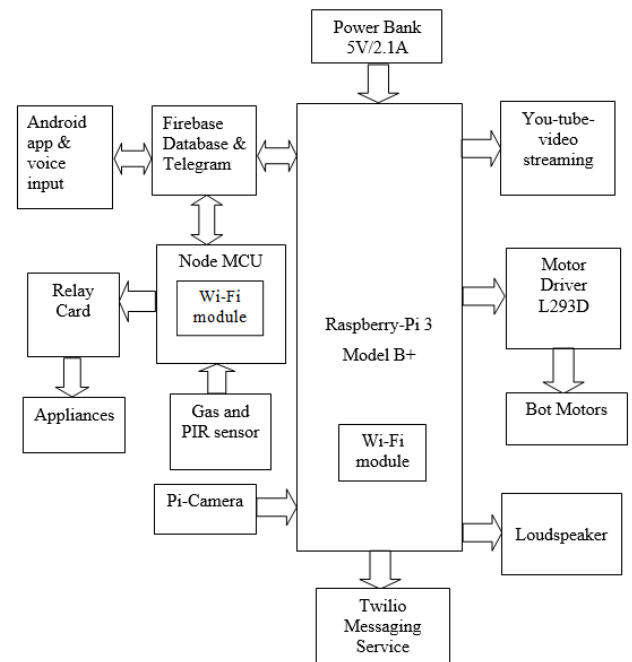 Power Bank
5V/2.1A
Android
app &
voice
input
Firebase
Database &
Telegram
You-tube-
video
streaming
Node MCU
Wi-Fi
module
Relay
Card
Raspberry-Pi 3
Model B+
Motor
Driver
L293D
Appliances
Gas and
PIR sensor
Bot Motors
Wi-Fi
module
Pi-Camera
Loudspeaker
Twilio
Messaging
Service